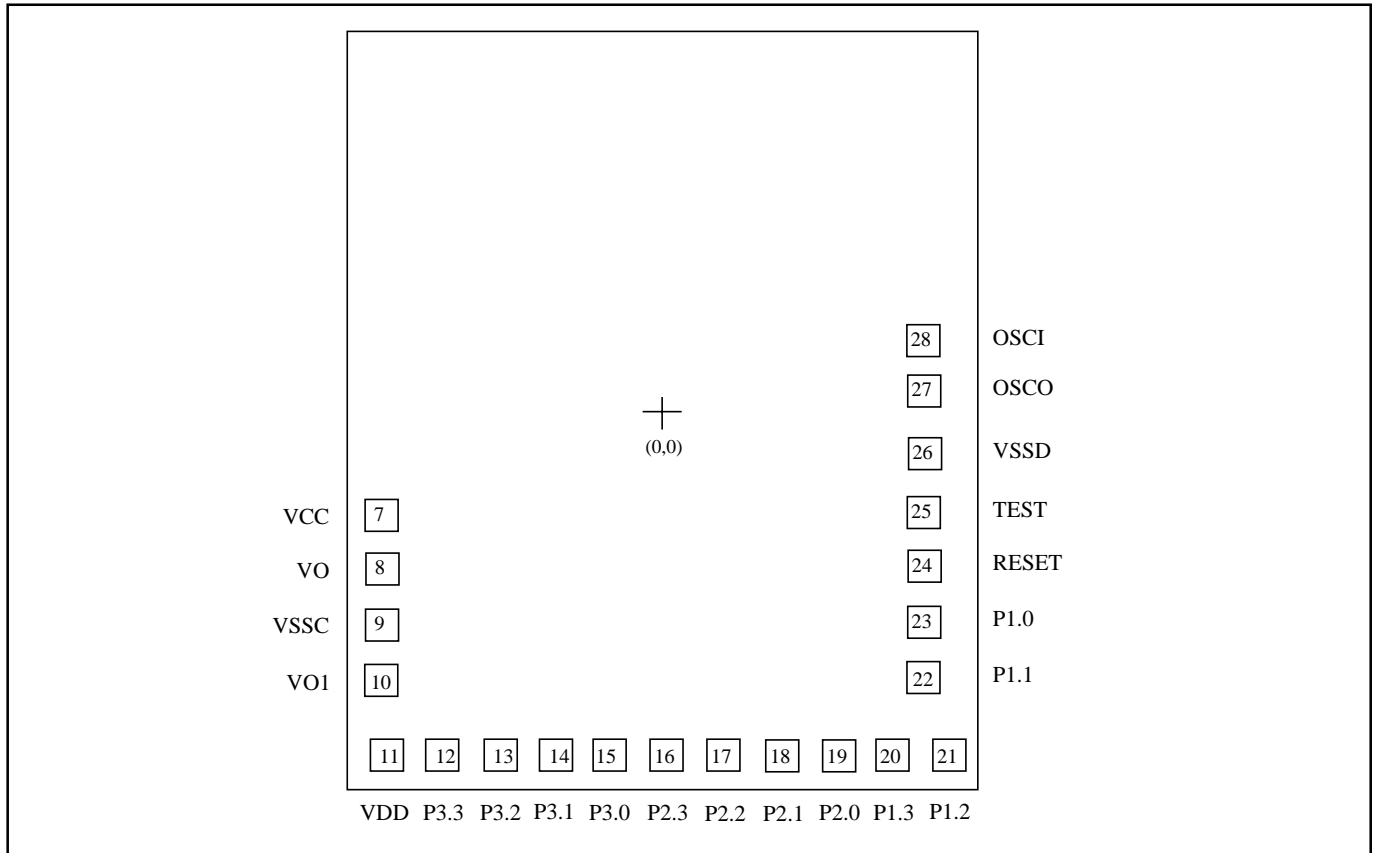 28 OSCI
27 OSCO
(0,0)
26 VSSD
VCC 7 25 TEST
VO 8 24 RESET
VSSC 9 23 P1.0
VO1 10 22 P1.1
11 12 13 14 15 16 17 18 19 20 21
VDD P3.3 P3.2 P3.1 P3.0 P2.3 P2.2 P2.1 P2.0 P1.3 P1.2